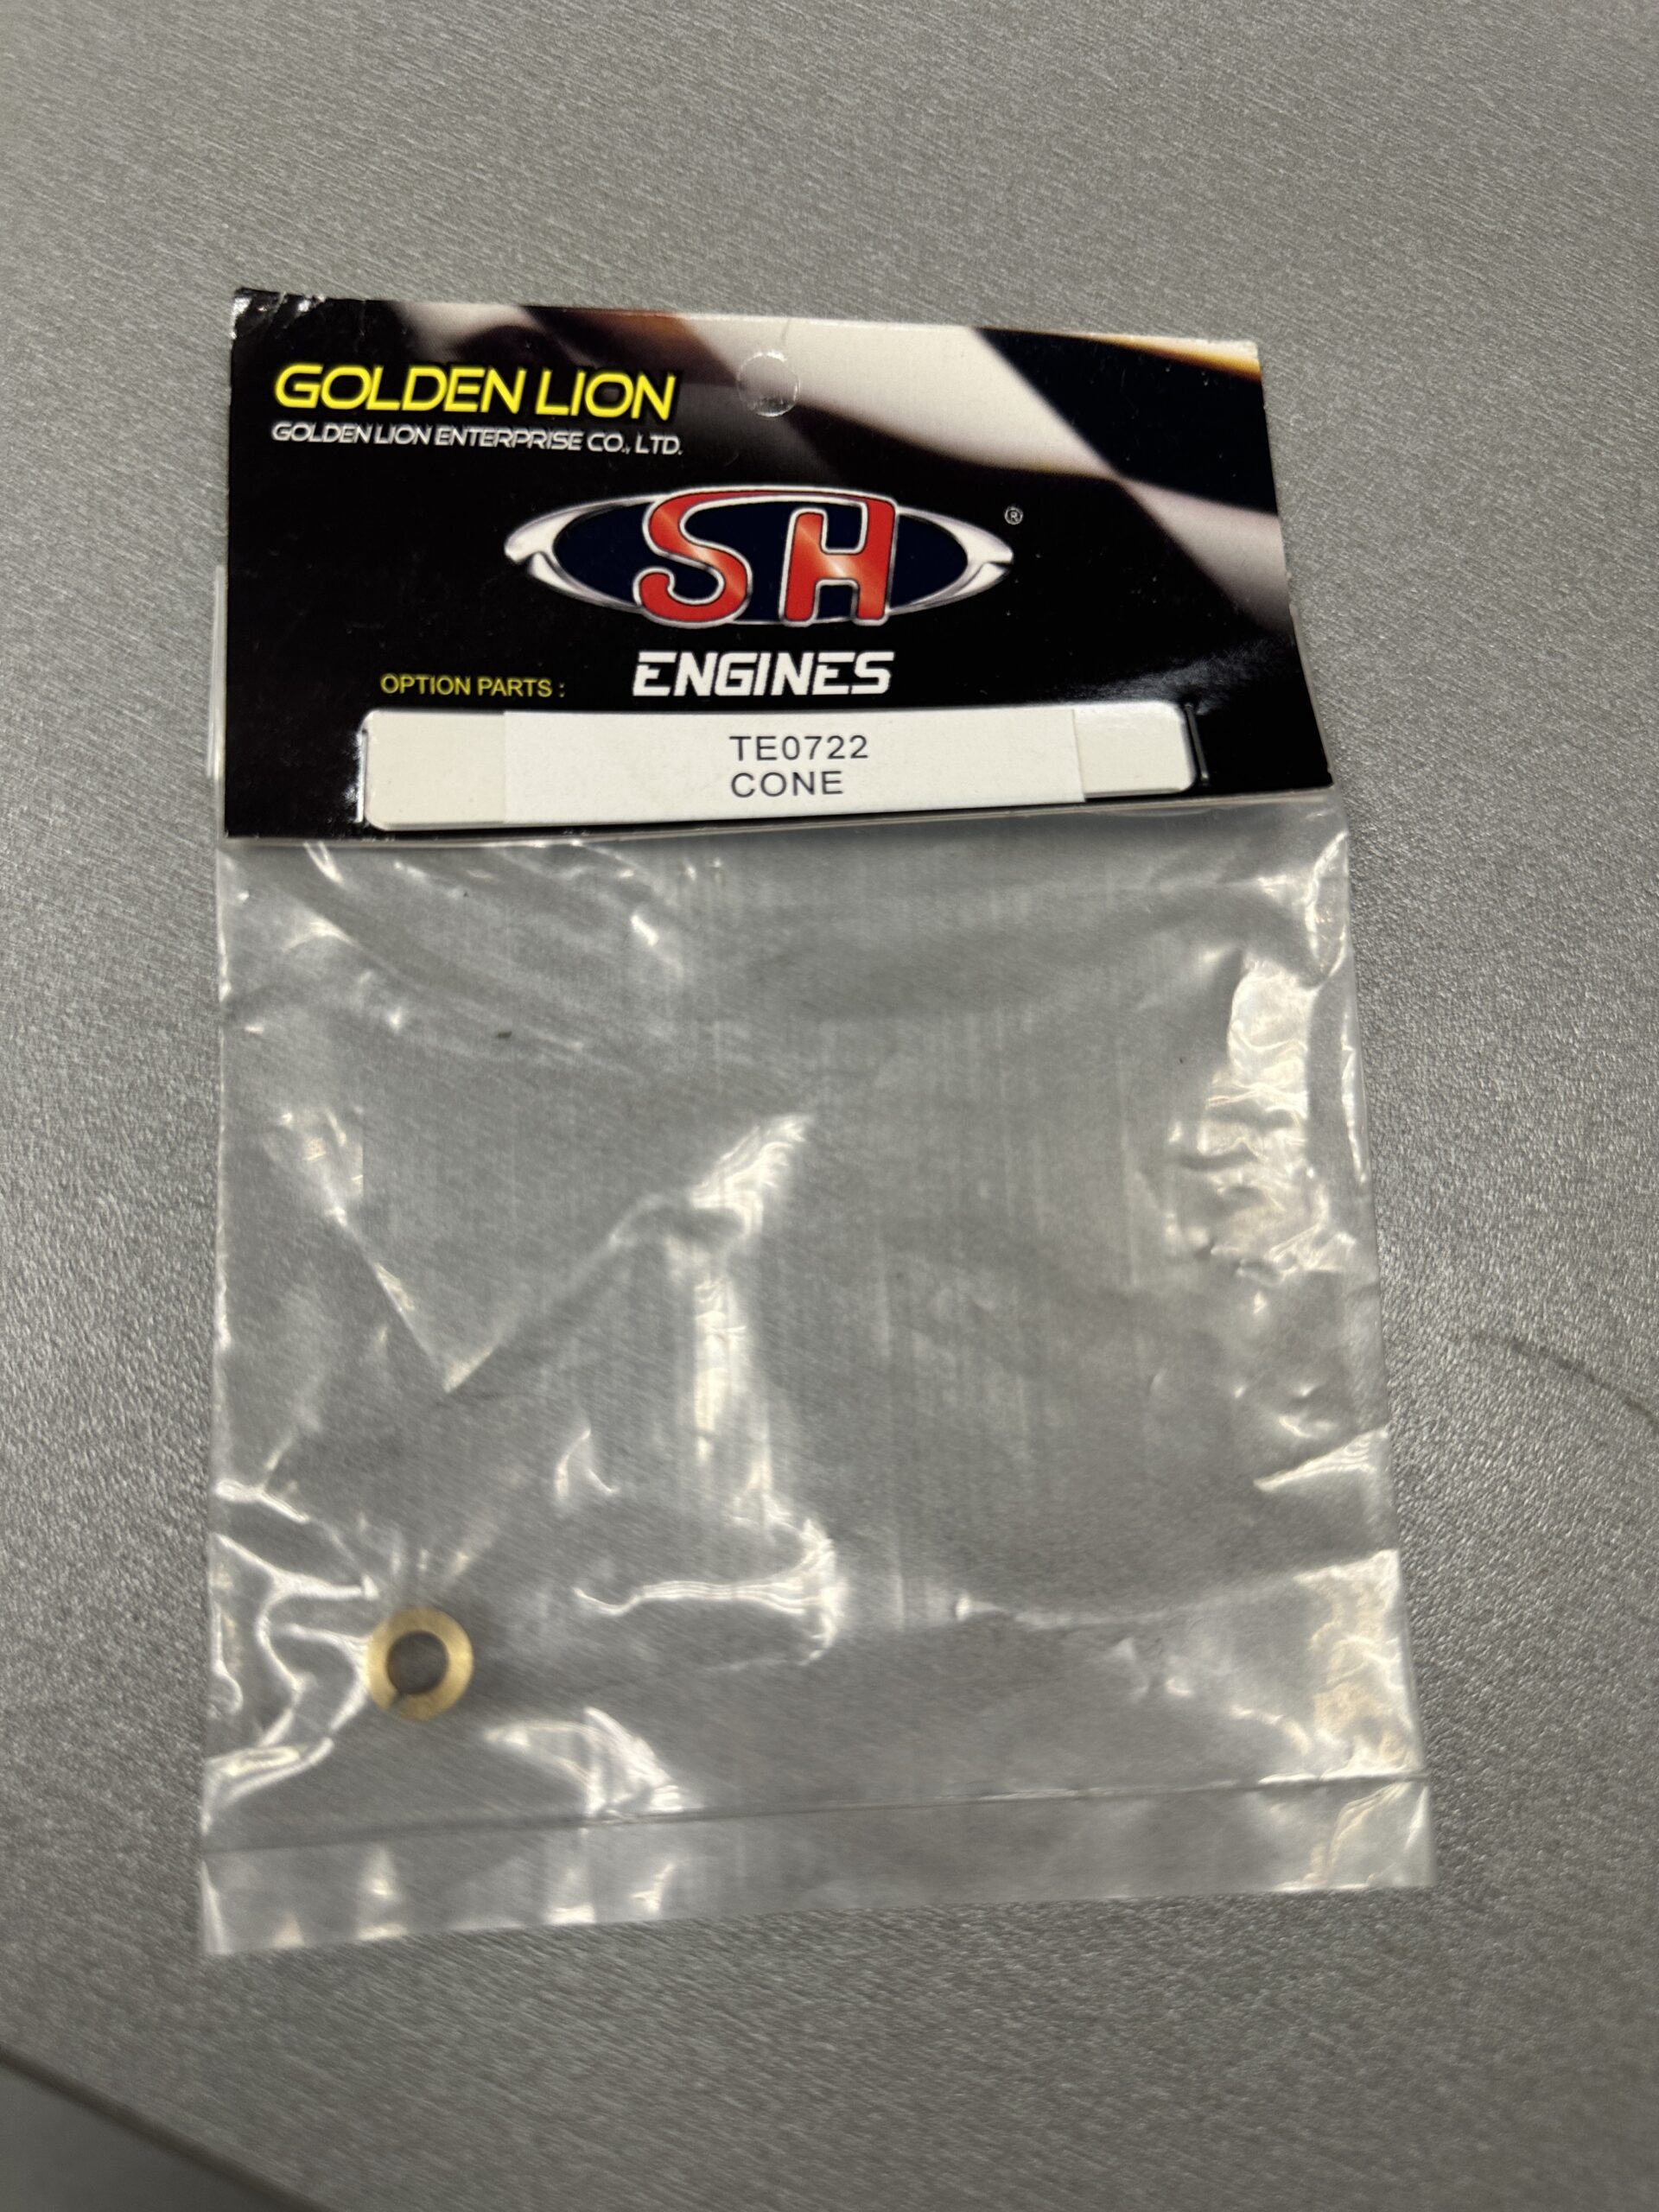 GOLDEN LION
GOLDEN LION ENTERPRISE CO., LTD.
SH ®
ENGINES
OPTION PARTS :
TE0722
CONE